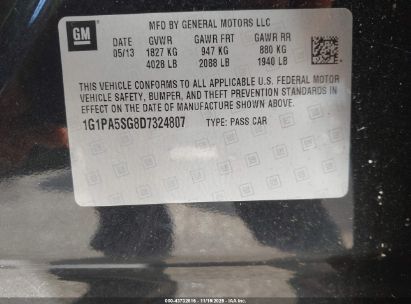 GM
MFD BY GENERAL MOTORS LLC
DATE GVWR GAWR FRT GAWR RR
05/13 1827 KG 947 KG 880 KG
4028 LB 2088 LB 1940 LB
THIS VEHICLE CONFORMS TO ALL APPLICABLE U.S. FEDERAL MOTOR
VEHICLE SAFETY, BUMPER, AND THEFT PREVENTION STANDARDS IN
EFFECT ON THE DATE OF MANUFACTURE SHOWN ABOVE.
1G1PA5SG8D7324807 TYPE: PASS CAR